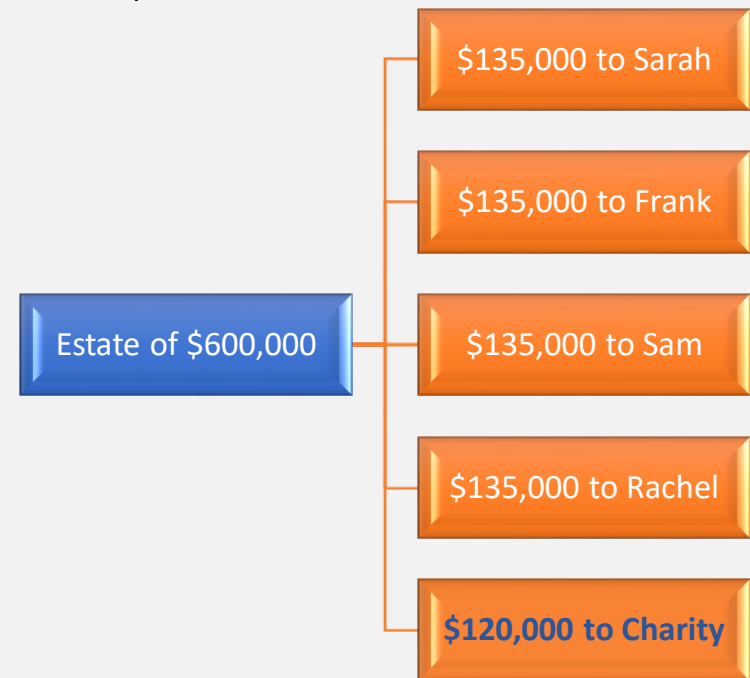 $135,000 to Sarah
$135,000 to Frank
Estate of $600,000
$135,000 to Sam
$135,000 to Rachel
$120,000 to Charity